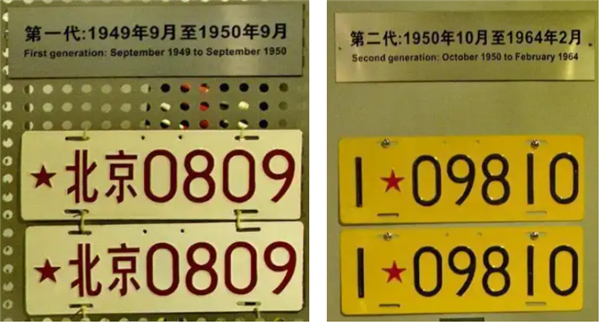 第一代:1949年9月至1950年9月
First generation: September 1949 to September 1950
★北京0809
★北京0809
第二代:1950年10月至1964年2月
Second generation: October 1950 to February 1964
1★09810
1★09810